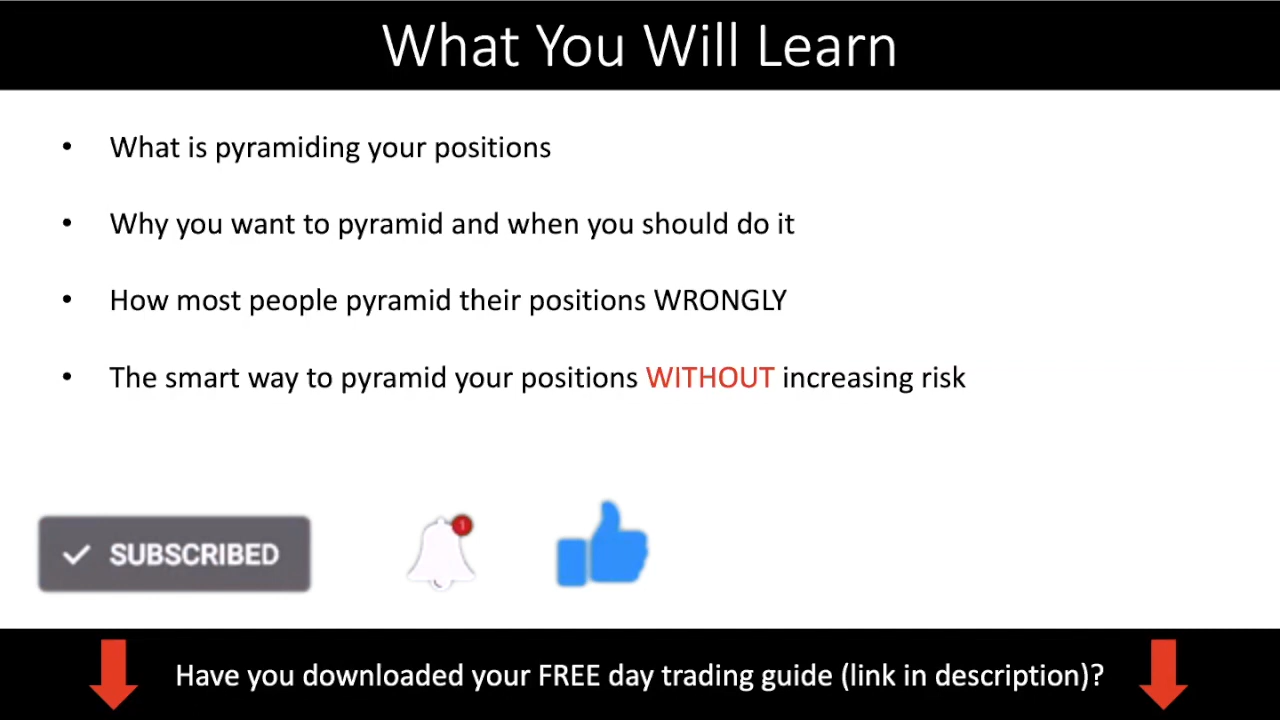 What You Will Learn
• What is pyramiding your positions
• Why you want to pyramid and when you should do it
• How most people pyramid their positions WRONGLY
• The smart way to pyramid your positions WITHOUT increasing risk
SUBSCRIBED
1
Have you downloaded your FREE day trading guide (link in description)?